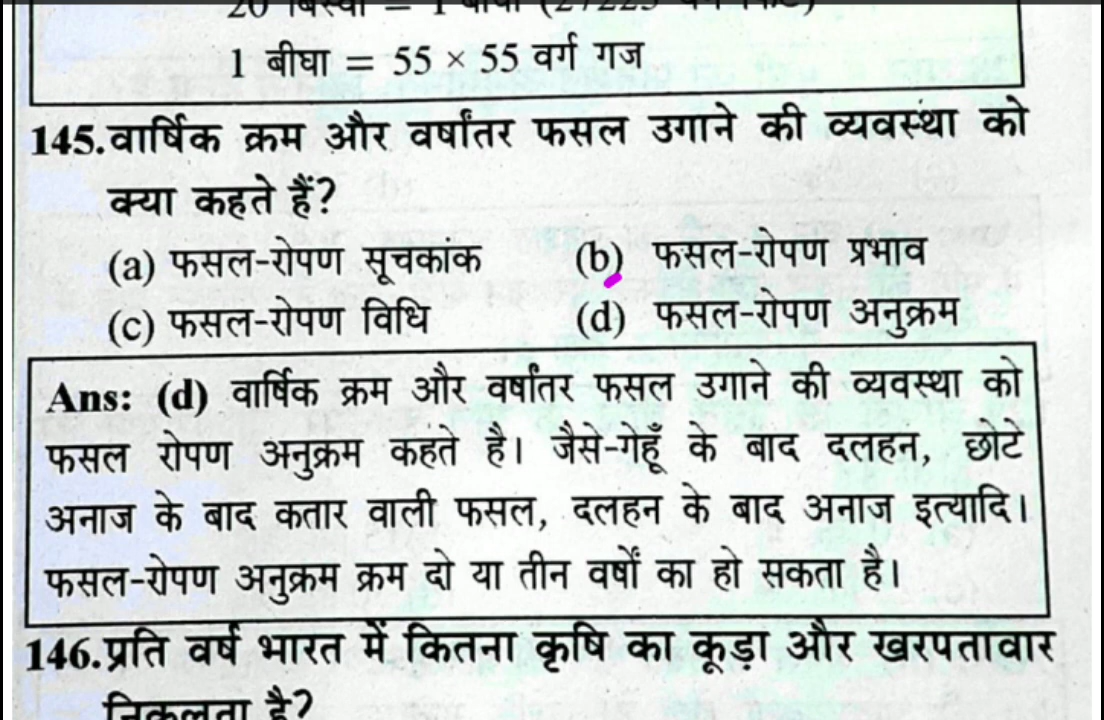 1 बीघा = 55 × 55 वर्ग गज
145.वार्षिक क्रम और वर्षांतर फसल उगाने की व्यवस्था को
क्या कहते हैं?
(a) फसल-रोपण सूचकांक (b) फसल-रोपण प्रभाव
(c) फसल-रोपण विधि (d) फसल-रोपण अनुक्रम
Ans: (d) वार्षिक क्रम और वर्षांतर फसल उगाने की व्यवस्था को
फसल रोपण अनुक्रम कहते है। जैसे-गेहूँ के बाद दलहन, छोटे
अनाज के बाद कतार वाली फसल, दलहन के बाद अनाज इत्यादि।
फसल-रोपण अनुक्रम क्रम दो या तीन वर्षों का हो सकता है।
146.प्रति वर्ष भारत में कितना कृषि का कूड़ा और खरपतावार
निकलता है?